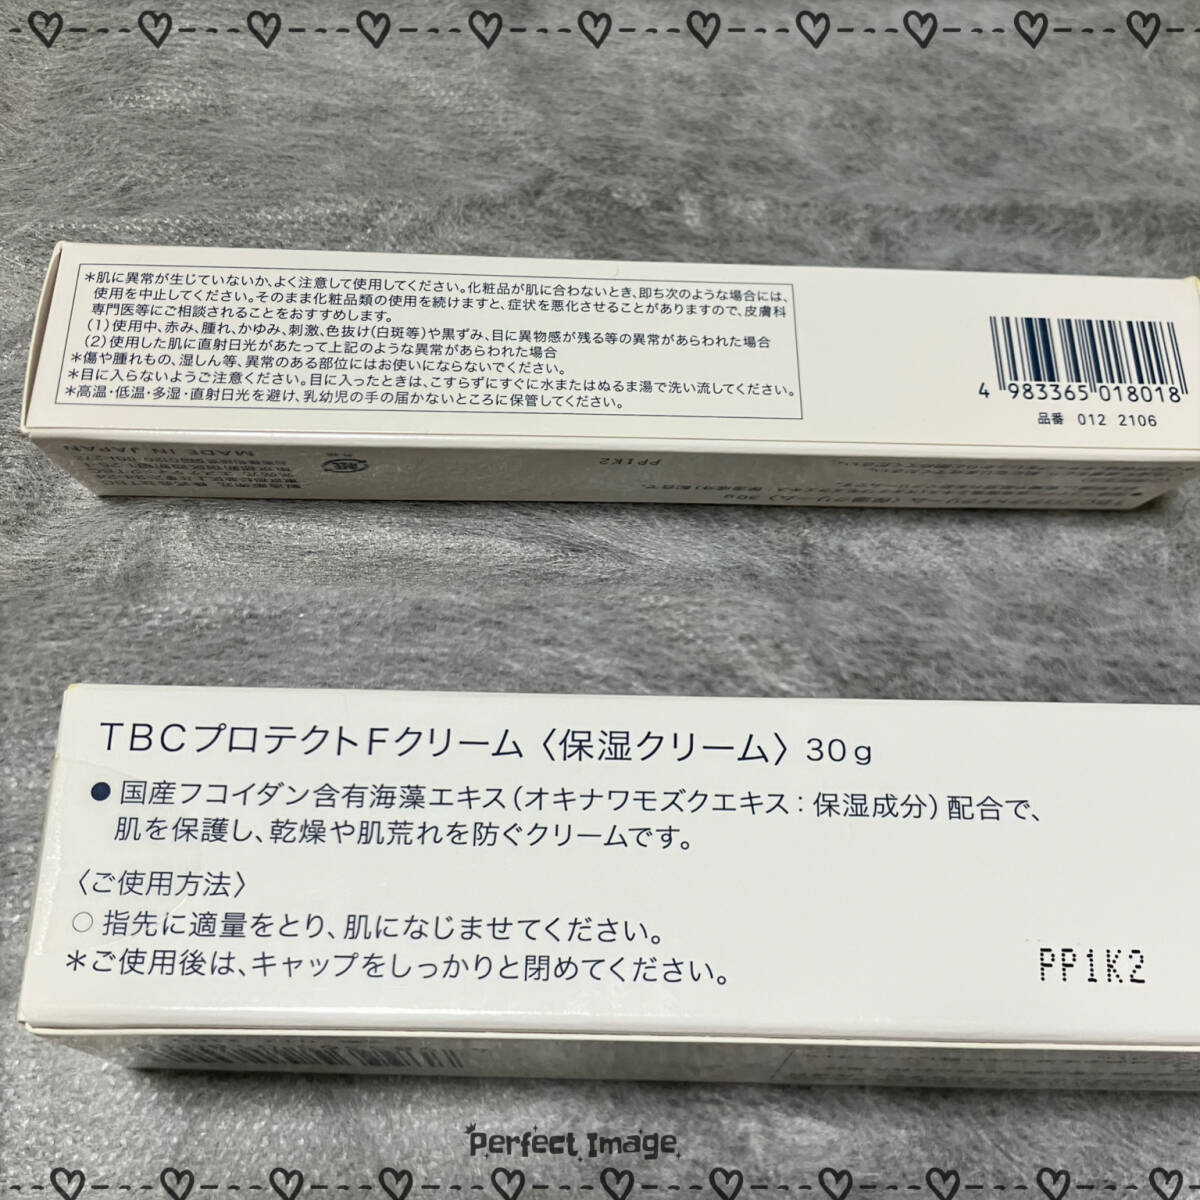 ＊肌に異常が生じていないか、よく注意して使用してください。化粧品が肌に合わないとき、即ち次のような場合には、
使用を中止してください。そのまま化粧品類の使用を続けますと、症状を悪化させることがありますので、皮膚科
専門医等にご相談されることをおすすめします。
(1)使用中、赤み、腫れ、かゆみ、刺激、色抜け(白斑等)や黒ずみ、目に異物感が残る等の異常があらわれた場合
(2)使用した肌に直射日光があたって上記のような異常があらわれた場合
＊傷や腫れもの、湿しん等、異常のある部位にはお使いにならないでください。
＊目に入らないようご注意ください。目に入ったときは、こすらずにすぐに水またはぬるま湯で洗い流してください。
＊高温・低温・多湿・直射日光を避け、乳幼児の手の届かないところに保管してください。
4 983365 018018
品番 012 2106
MADE IN JAPAN
PP1K2
TBCプロテクトFクリーム〈保湿クリーム〉30g
●国産フコイダン含有海藻エキス(オキナワモズクエキス：保湿成分)配合で、
肌を保護し、乾燥や肌荒れを防ぐクリームです。
〈ご使用方法〉
○指先に適量をとり、肌になじませてください。
＊ご使用後は、キャップをしっかりと閉めてください。
PP1K2
Perfect Image